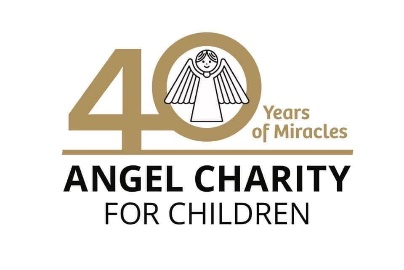 40
Years
of Miracles
ANGEL CHARITY
FOR CHILDREN